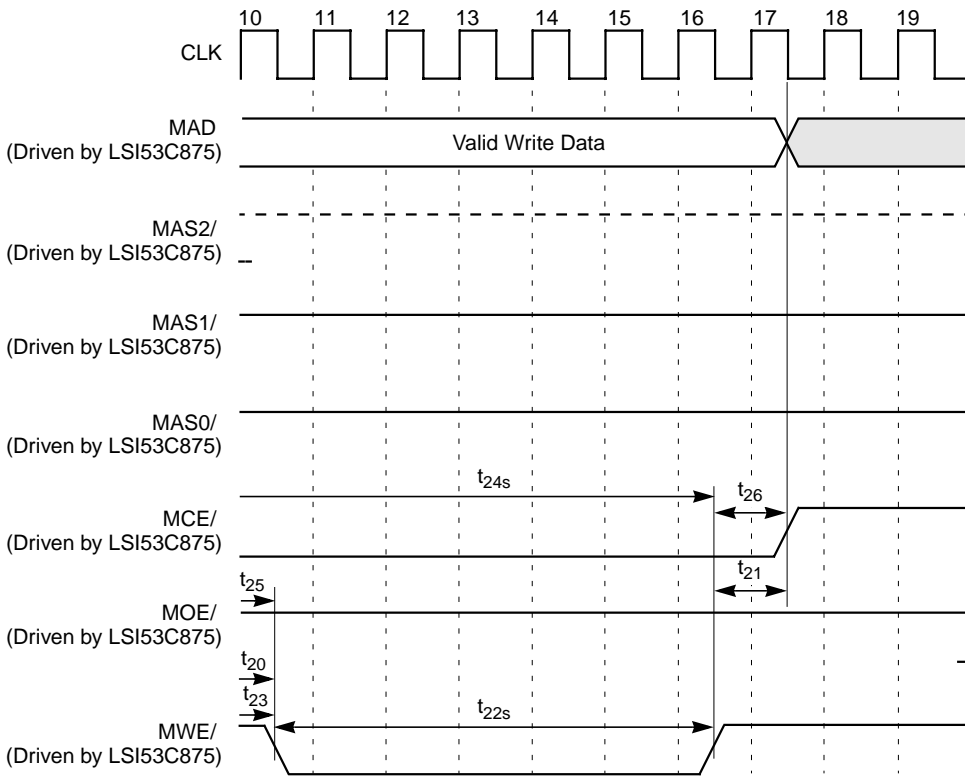 10 11 12 13 14 15 16 17 18 19
CLK
MAD
(Driven by LSI53C875)
Valid Write Data
MAS2/
(Driven by LSI53C875)
MAS1/
(Driven by LSI53C875)
MAS0/
(Driven by LSI53C875)
t24s
t26
MCE/
(Driven by LSI53C875)
t21
t25
MOE/
(Driven by LSI53C875)
t20
t23
t22s
MWE/
(Driven by LSI53C875)